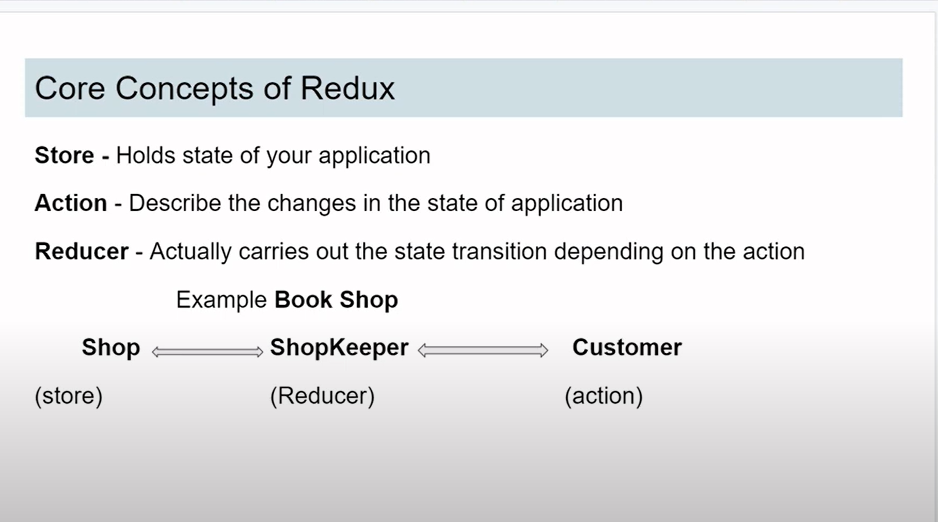 Core Concepts of Redux
Store - Holds state of your application
Action - Describe the changes in the state of application
Reducer - Actually carries out the state transition depending on the action
Example Book Shop
Shop ShopKeeper Customer
(store) (Reducer) (action)